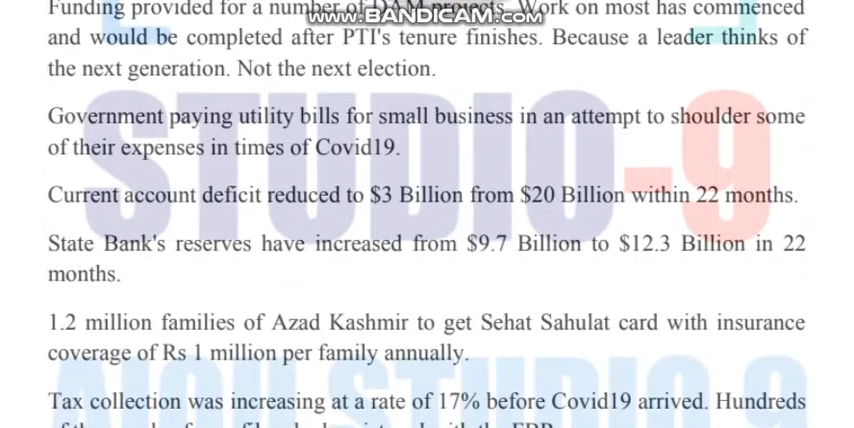 Funding provided for a number of DAM projects. Work on most has commenced
www.BANDICAM.com
and would be completed after PTI's tenure finishes. Because a leader thinks of
the next generation. Not the next election.
Government paying utility bills for small business in an attempt to shoulder some
of their expenses in times of Covid19.
STUDIO-9
Current account deficit reduced to $3 Billion from $20 Billion within 22 months.
State Bank's reserves have increased from $9.7 Billion to $12.3 Billion in 22
months.
1.2 million families of Azad Kashmir to get Sehat Sahulat card with insurance
coverage of Rs 1 million per family annually.
AIOU STUDIO 9
Tax collection was increasing at a rate of 17% before Covid19 arrived. Hundreds